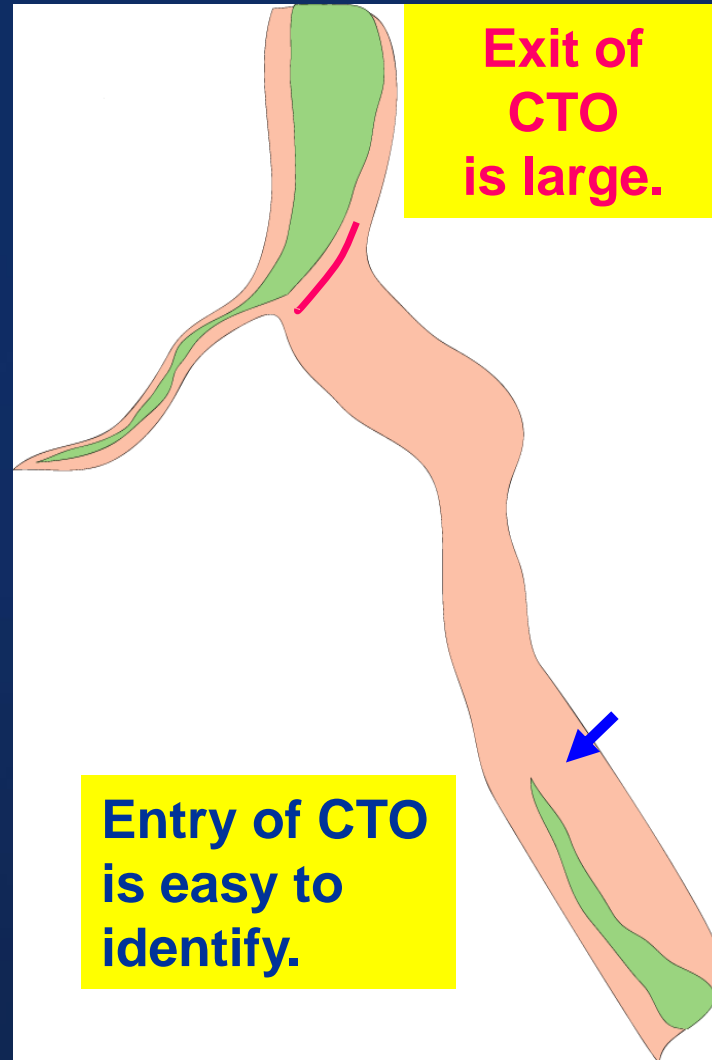 Exit of
CTO
is large.
Entry of CTO
is easy to
identify.